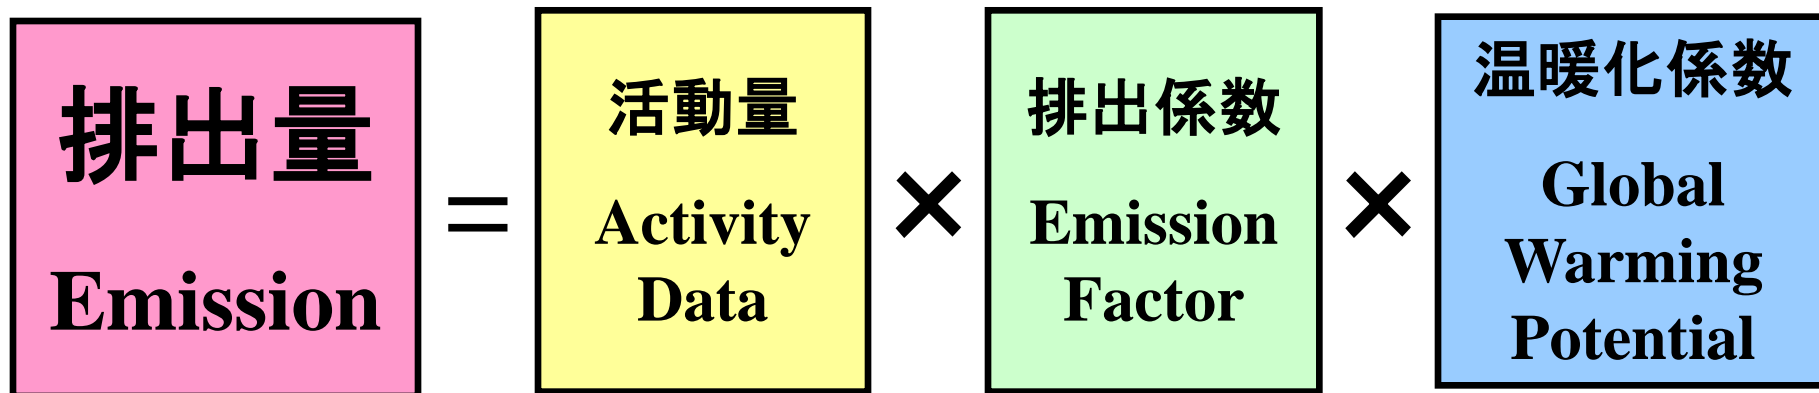 排出量
Emission
=
活動量
Activity
Data
×
排出係数
Emission
Factor
×
温暖化係数
Global
Warming
Potential